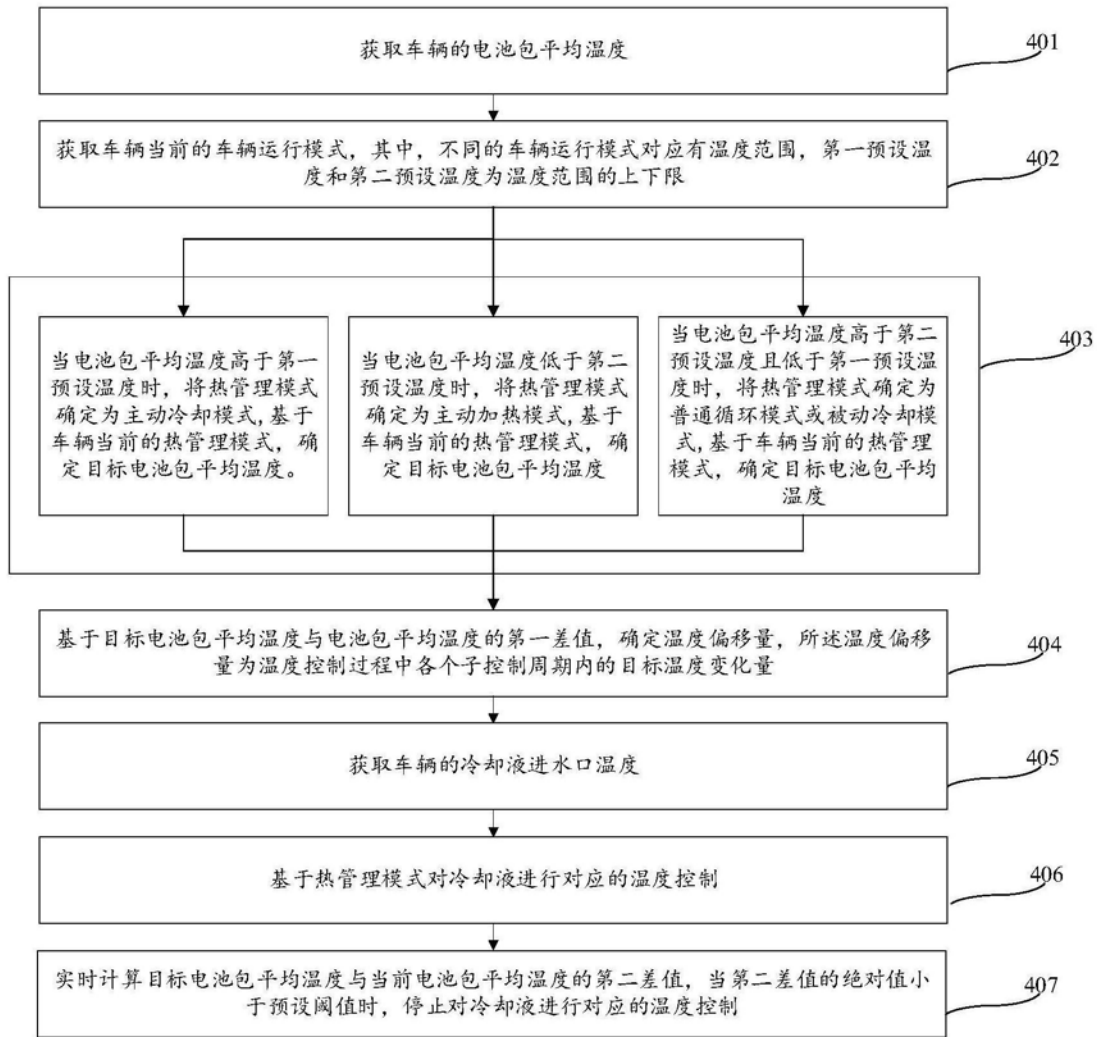 获取车辆的电池包平均温度
401
获取车辆当前的车辆运行模式，其中，不同的车辆运行模式对应有温度范围，第一预设温
度和第二预设温度为温度范围的上下限
402
当电池包平均温度高于第一
预设温度时，将热管理模式
确定为主动冷却模式,基于
车辆当前的热管理模式，确
定目标电池包平均温度。
当电池包平均温度低于第二
预设温度时，将热管理模式
确定为主动加热模式,基于
车辆当前的热管理模式，确
定目标电池包平均温度
当电池包平均温度高于第二
预设温度且低于第一预设温
度时，将热管理模式确定为
普通循环模式或被动冷却模
式,基于车辆当前的热管理
模式，确定目标电池包平均
温度
403
基于目标电池包平均温度与电池包平均温度的第一差值，确定温度偏移量，所述温度偏移
量为温度控制过程中各个子控制周期内的目标温度变化量
404
获取车辆的冷却液进水口温度
405
基于热管理模式对冷却液进行对应的温度控制
406
实时计算目标电池包平均温度与当前电池包平均温度的第二差值，当第二差值的绝对值小
于预设阈值时，停止对冷却液进行对应的温度控制
407